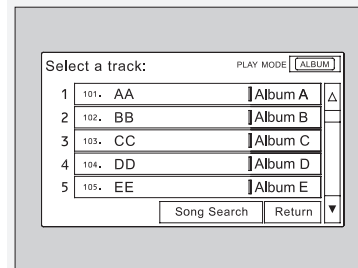 Select a track: PLAY MODE ALBUM
1 101. AA Album A
2 102. BB Album B
3 103. CC Album C
4 104. DD Album D
5 105. EE Album E
Song Search Return